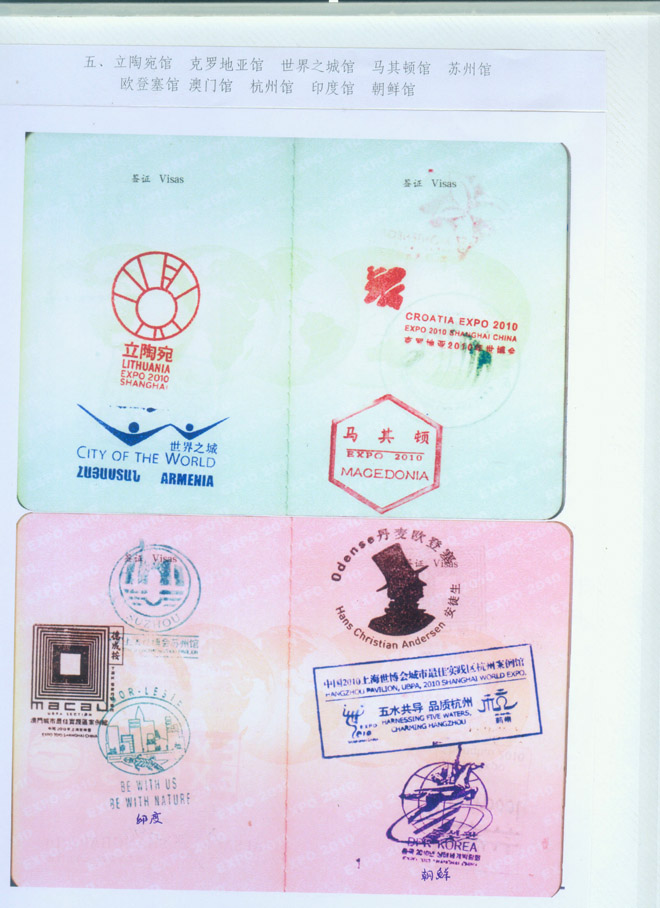 五、立陶宛馆 克罗地亚馆 世界之城馆 马其顿馆 苏州馆
欧登塞馆 澳门馆 杭州馆 印度馆 朝鲜馆
签证 Visas
签证 Visas
立陶宛
LITHUANIA
EXPO 2010
SHANGHAI
CROATIA EXPO 2010
EXPO 2010 SHANGHAI CHINA
世界之城
CITY OF THE WORLD
ՀԱՅԱՍՏԱՆ ARMENIA
马其顿
EXPO 2010
MACEDONIA
签证 Visas
SUZHOU
签证 Visas
Odense丹麦欧登塞
Hans Christian Andersen 安徒生
德成按
macau
中国2010上海世博会城市最佳实践区杭州案例馆
HANGZHOU PAVILION, UBPA, 2010 SHANGHAI WORLD EXPO.
五水共导 品质杭州
HARNESSING FIVE WATERS,
CHARMING HANGZHOU
BE WITH US
BE WITH NATURE
印度
DPR KOREA
朝鲜